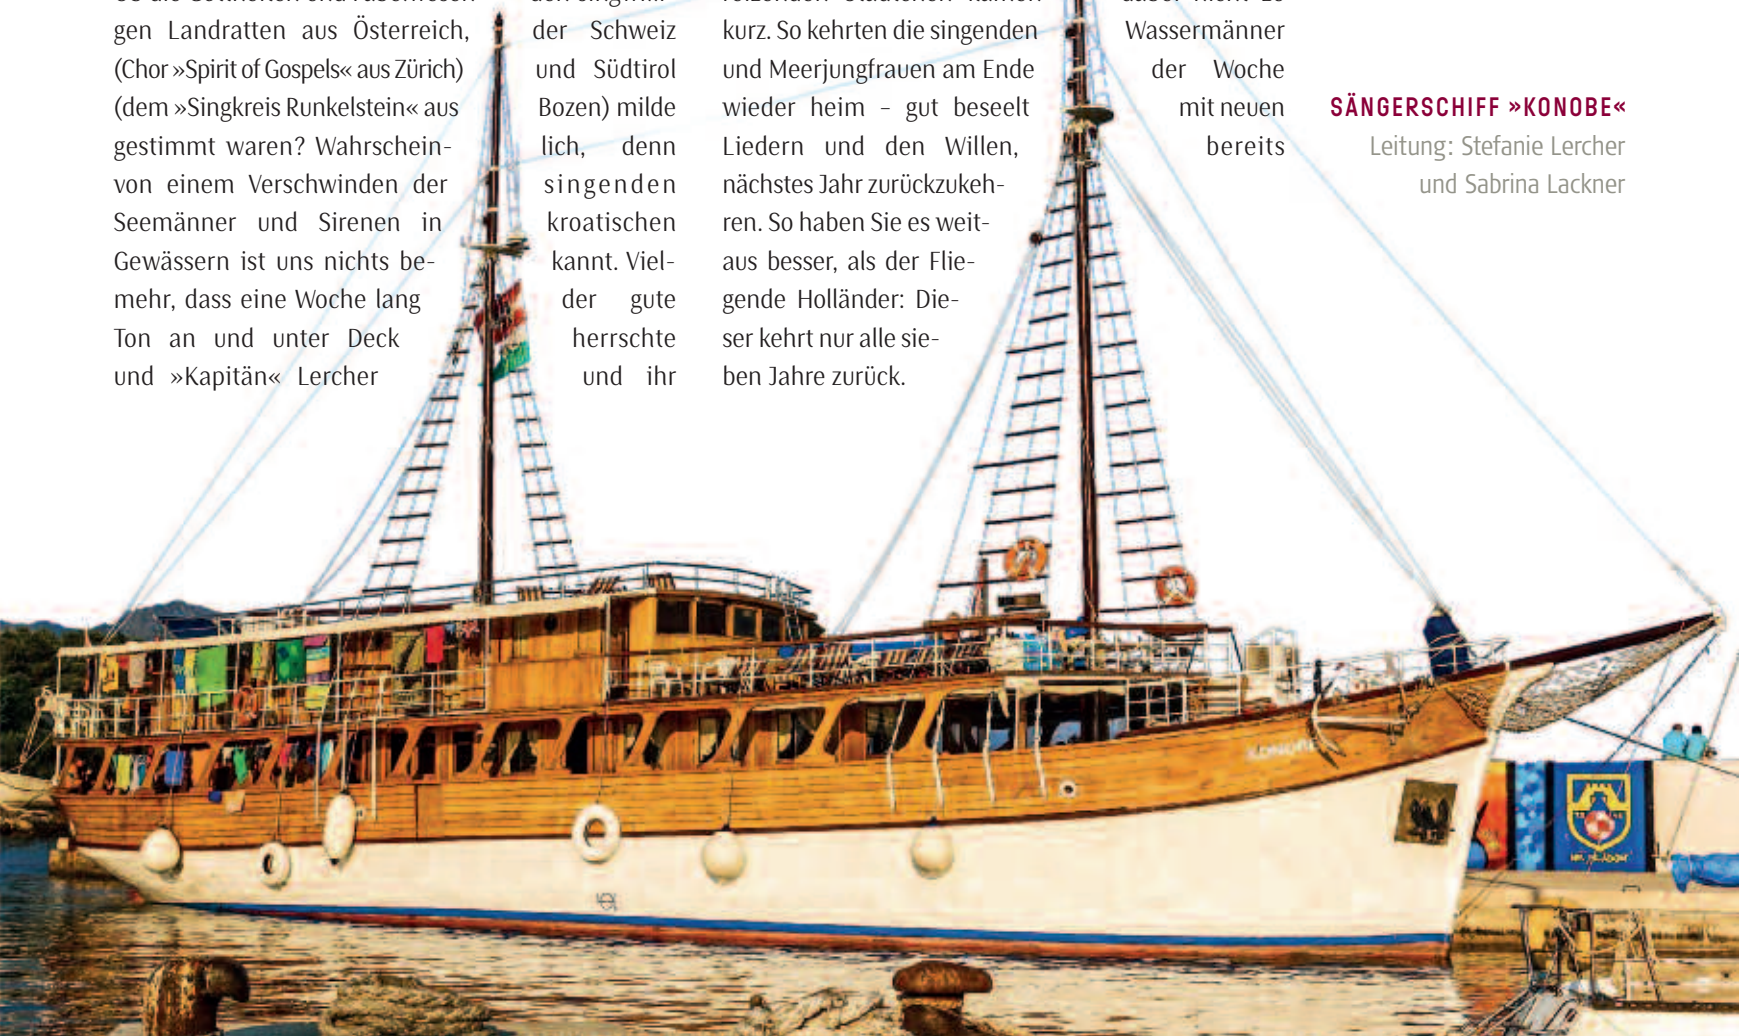 gen Landratten aus Österreich, der Schweiz
(Chor »Spirit of Gospels« aus Zürich) und Südtirol
(dem »Singkreis Runkelstein« aus Bozen) milde
gestimmt waren? Wahrschein- lich, denn
von einem Verschwinden der singenden
Seemänner und Sirenen in kroatischen
Gewässern ist uns nichts be- kannt. Viel-
mehr, dass eine Woche lang der gute
Ton an und unter Deck herrschte
und »Kapitän« Lercher und ihr
kurz. So kehrten die singenden Wassermänner
und Meerjungfrauen am Ende der Woche
wieder heim – gut beseelt mit neuen
Liedern und den Willen, bereits
nächstes Jahr zurückzukeh-
ren. So haben Sie es weit-
aus besser, als der Flie-
gende Holländer: Die-
ser kehrt nur alle sie-
ben Jahre zurück.
SÄNGERSCHIFF »KONOBE«
Leitung: Stefanie Lercher
und Sabrina Lackner
KONOBE